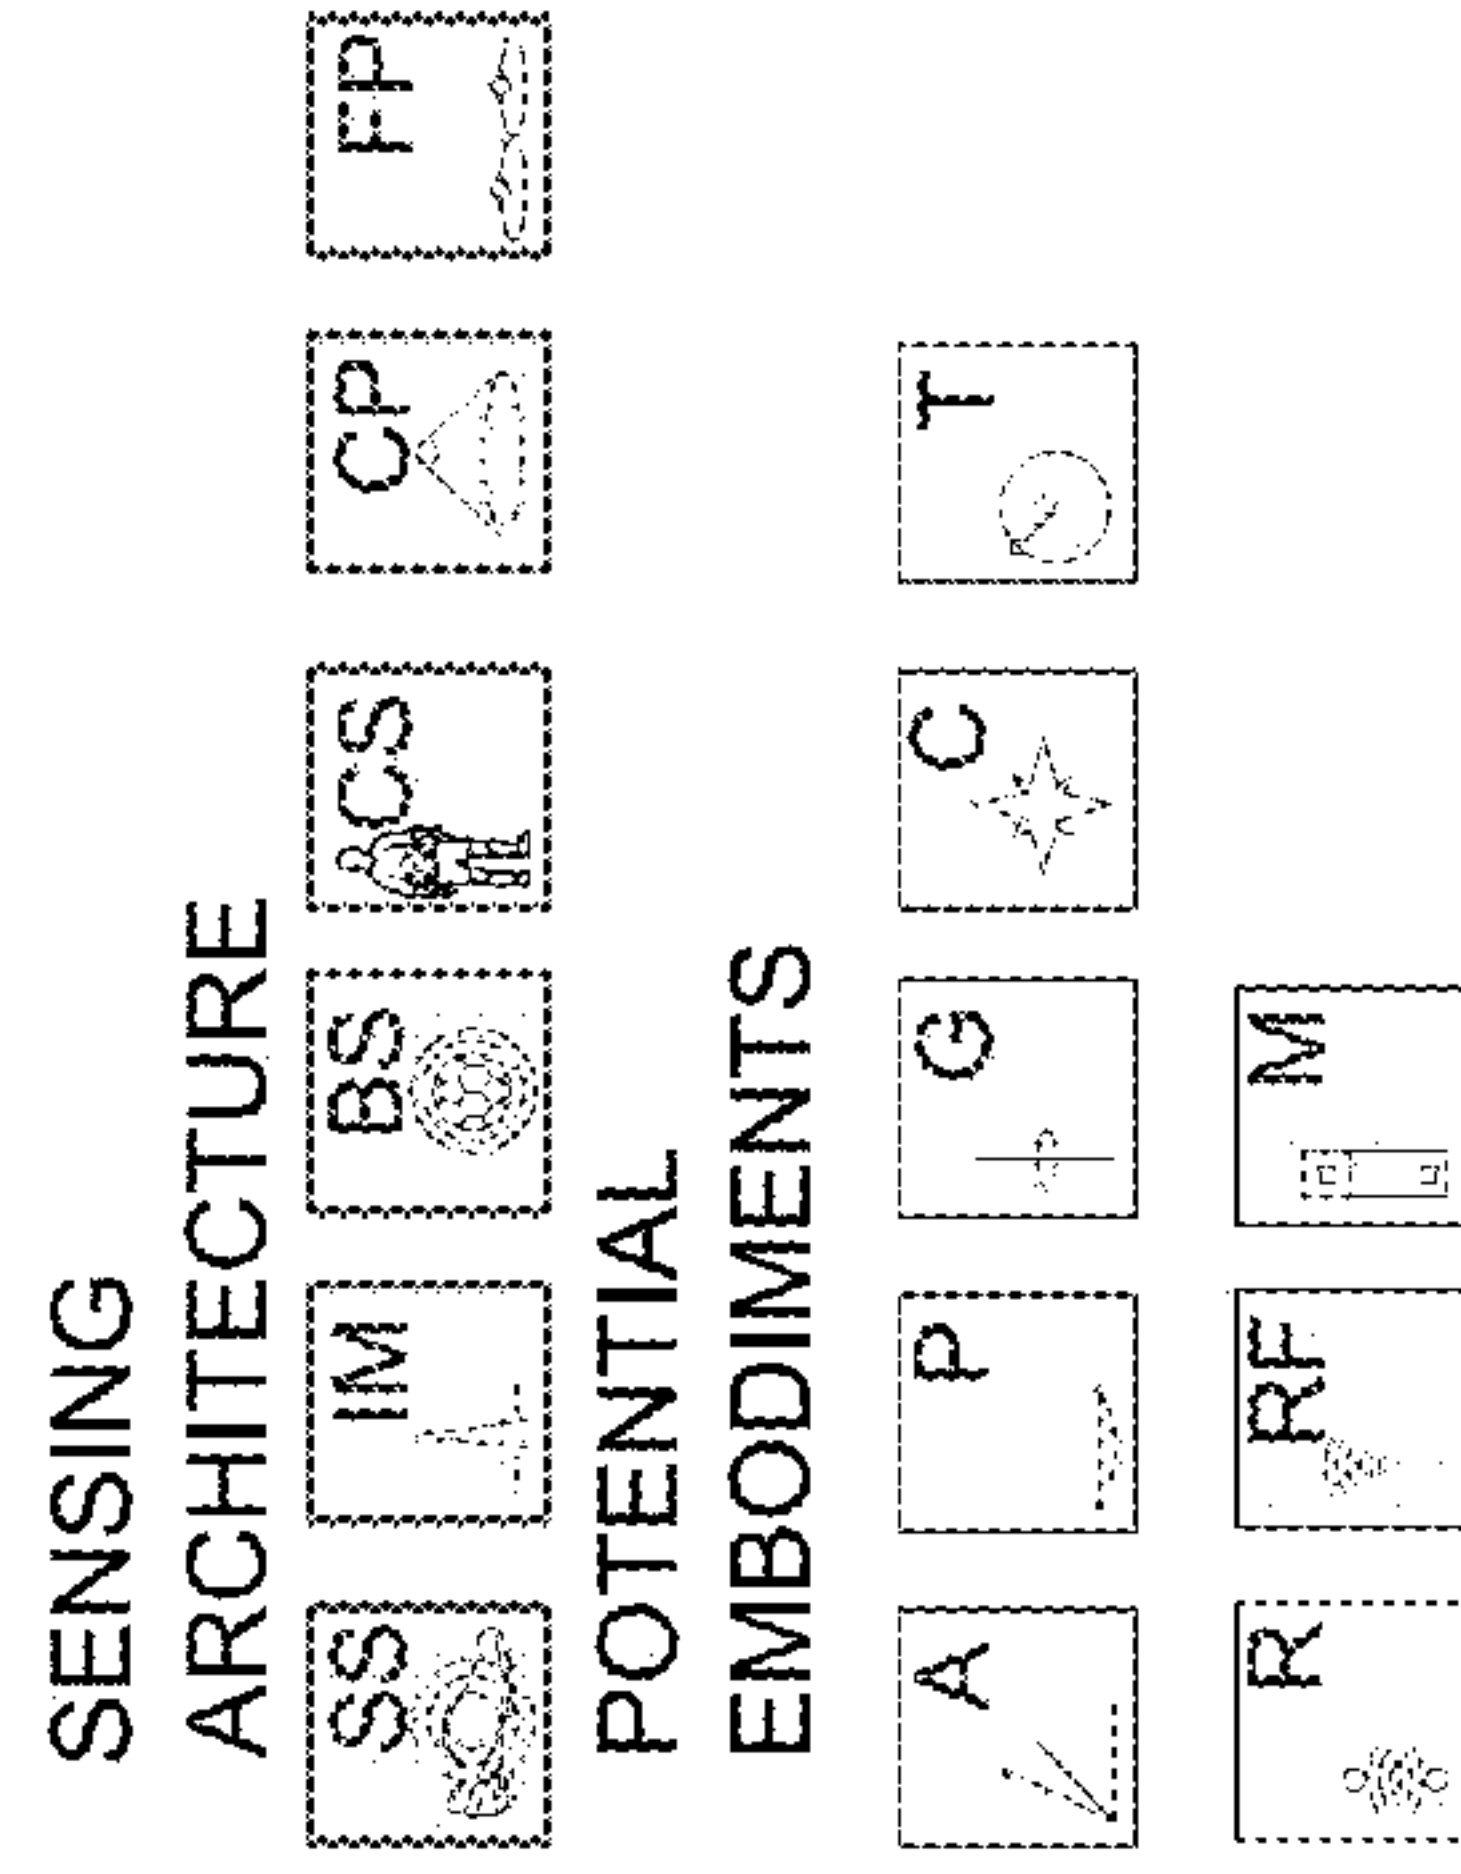 SENSING
ARCHITECTURE
SS IM BS CS CP FP
POTENTIAL
EMBODIMENTS
A P G C T
R RF M